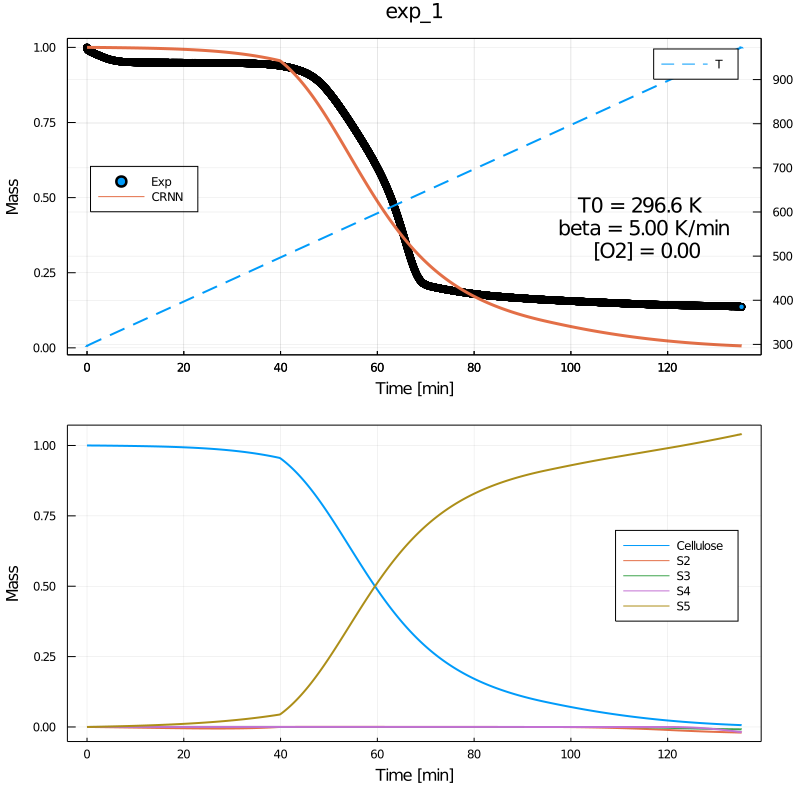 exp_1
1.00
0.75
0.50
0.25
0.00
Mass
T
Exp
CRNN
T0 = 296.6 K
beta = 5.00 K/min
[O2] = 0.00
900
800
700
600
500
400
300
0 20 40 60 80 100 120
Time [min]
1.00
0.75
0.50
0.25
0.00
Mass
Cellulose
S2
S3
S4
S5
0 20 40 60 80 100 120
Time [min]